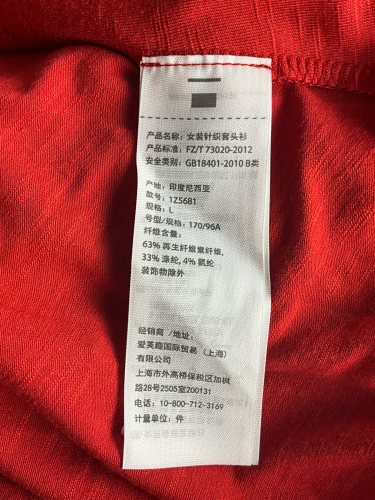 产品名称: 女装针织套头衫
产品标准: FZ/T 73020-2012
安全类别: GB18401-2010 B类
产地: 印度尼西亚
款号: 1Z5681
规格: L
号型/规格: 170/96A
纤维含量:
63% 再生纤维素纤维,
33% 涤纶, 4% 氨纶
装饰物除外
经销商 /地址:
爱芙趣国际贸易 (上海)
有限公司
上海市外高桥保税区加枫
路28号2505室200131
电话: 10-800-712-3169
计量单位: 件